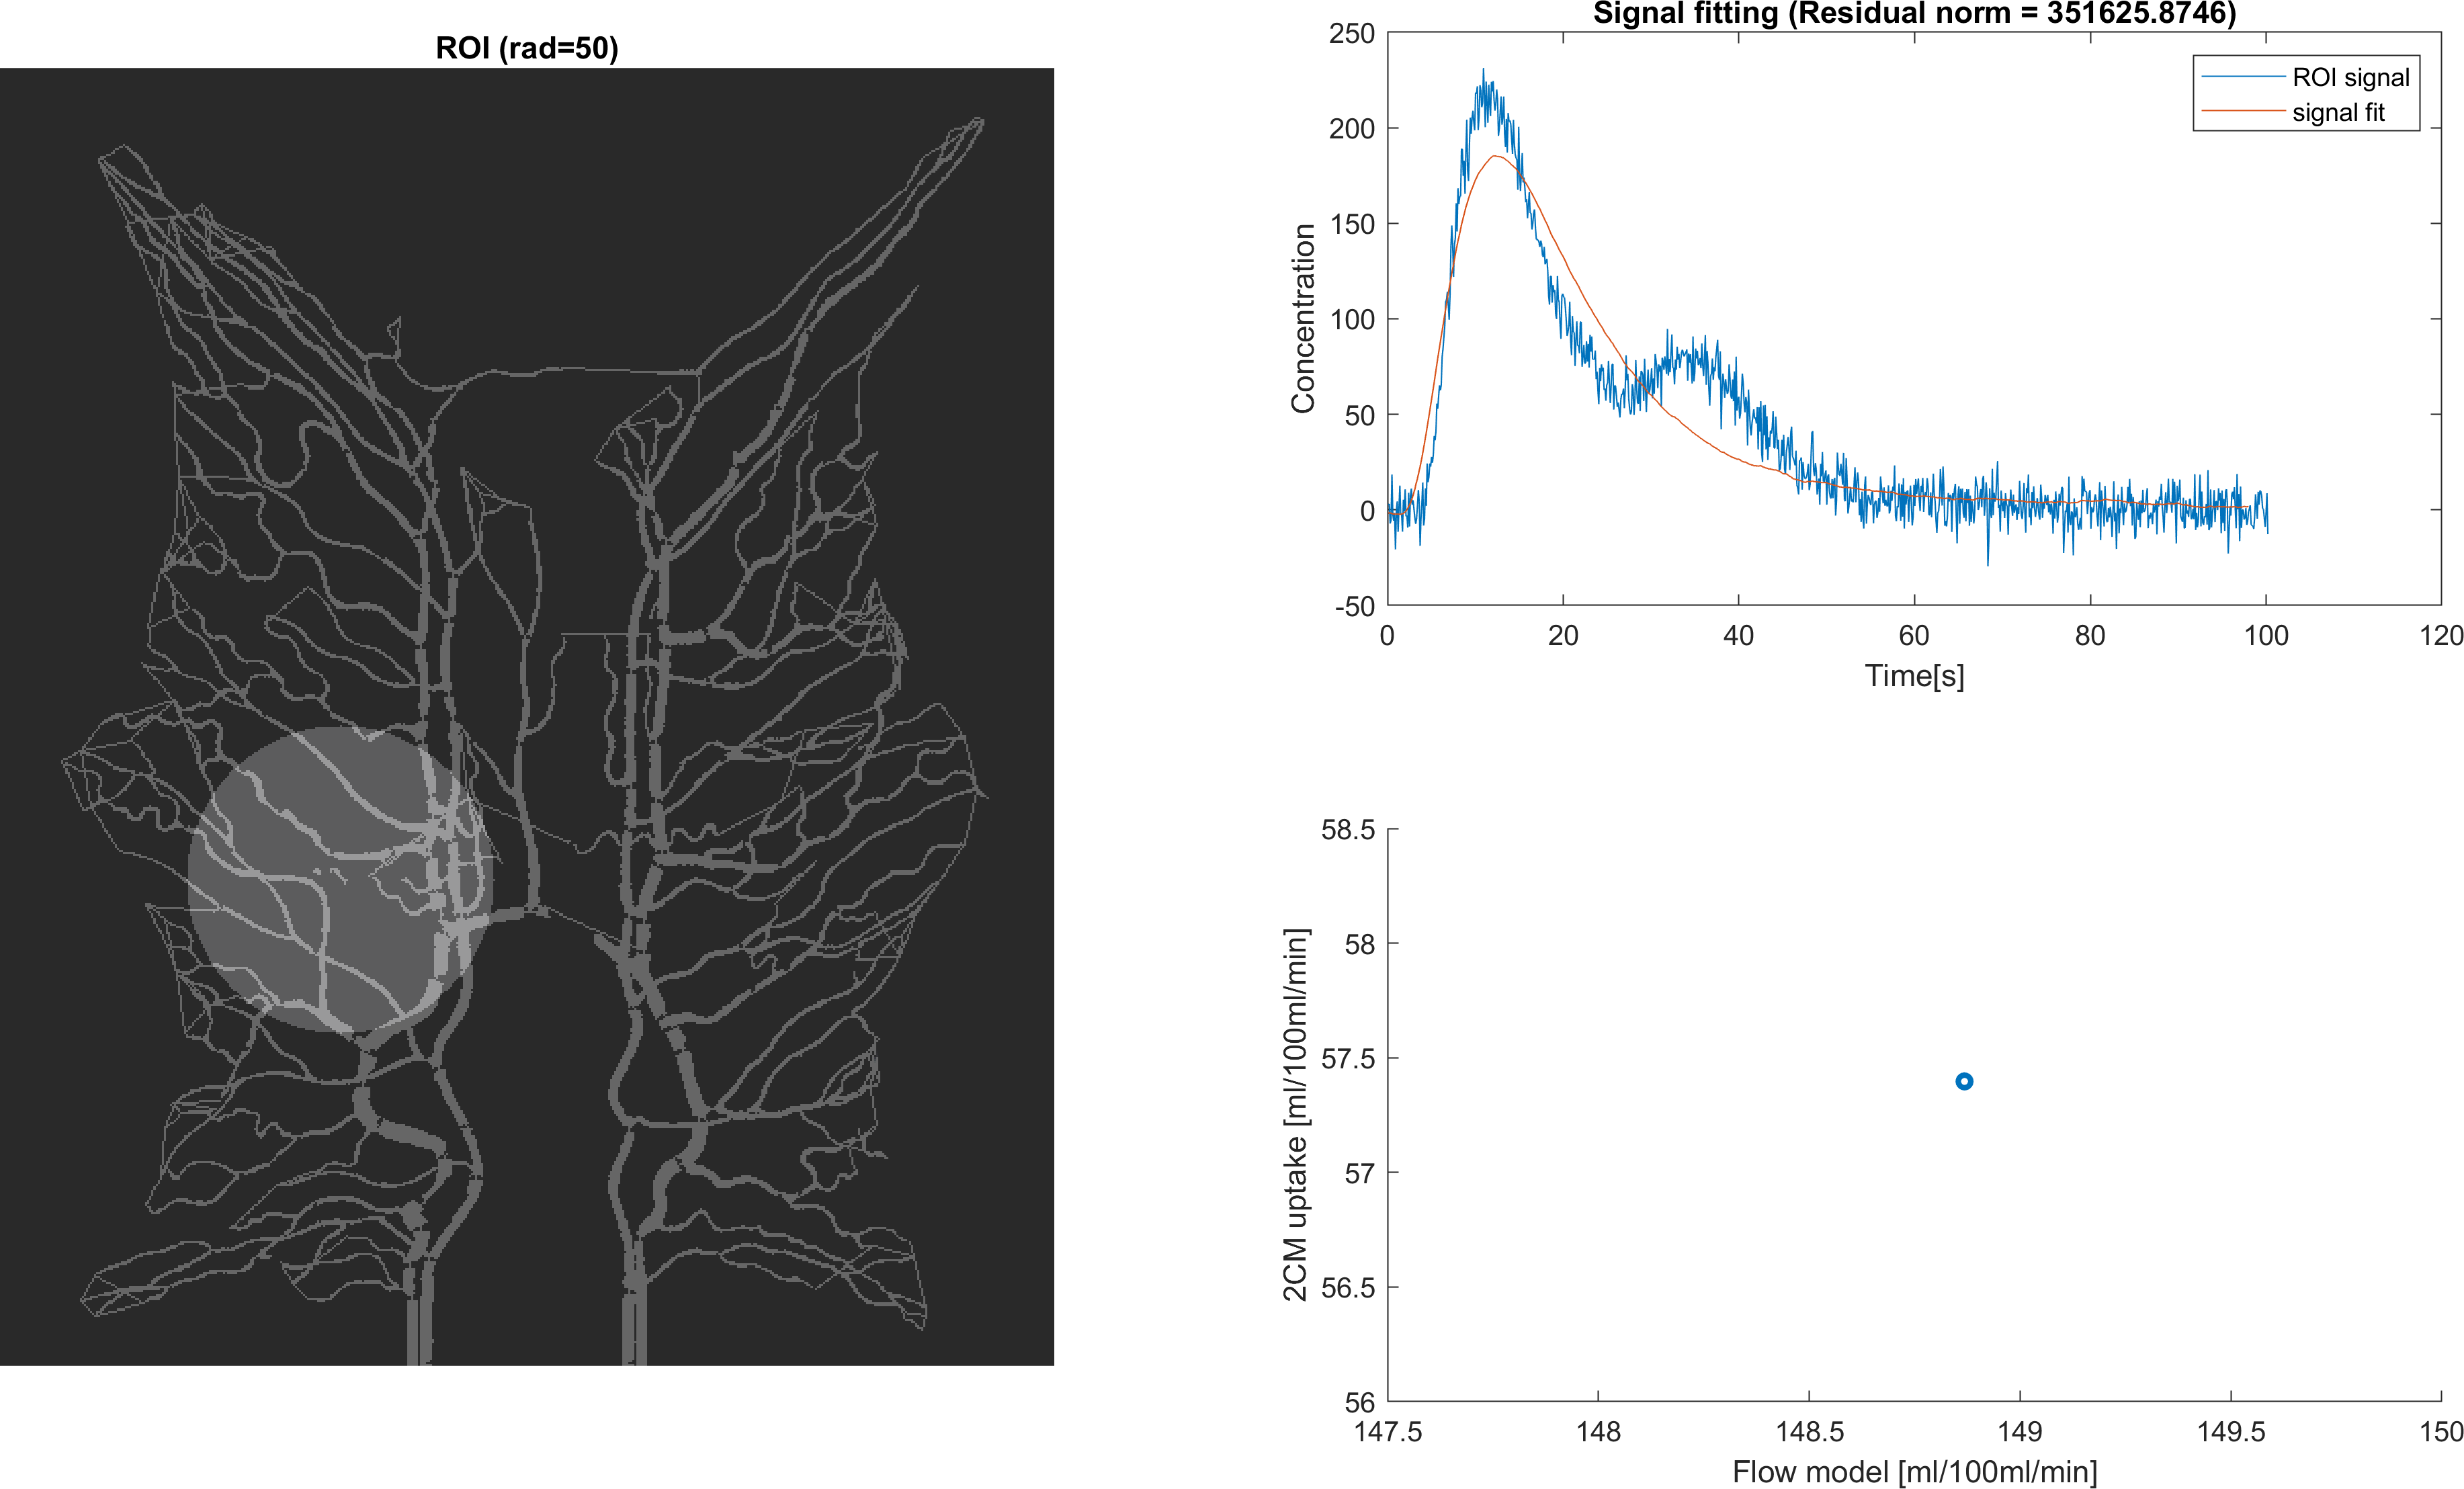 ROI (rad=50)
Signal fitting (Residual norm = 351625.8746)
250
200
150
100
50
0
-50
Concentration
ROI signal
signal fit
0 20 40 60 80 100 120
Time[s]
58.5
58
57.5
57
56.5
56
2CM uptake [ml/100ml/min]
147.5 148 148.5 149 149.5 150
Flow model [ml/100ml/min]